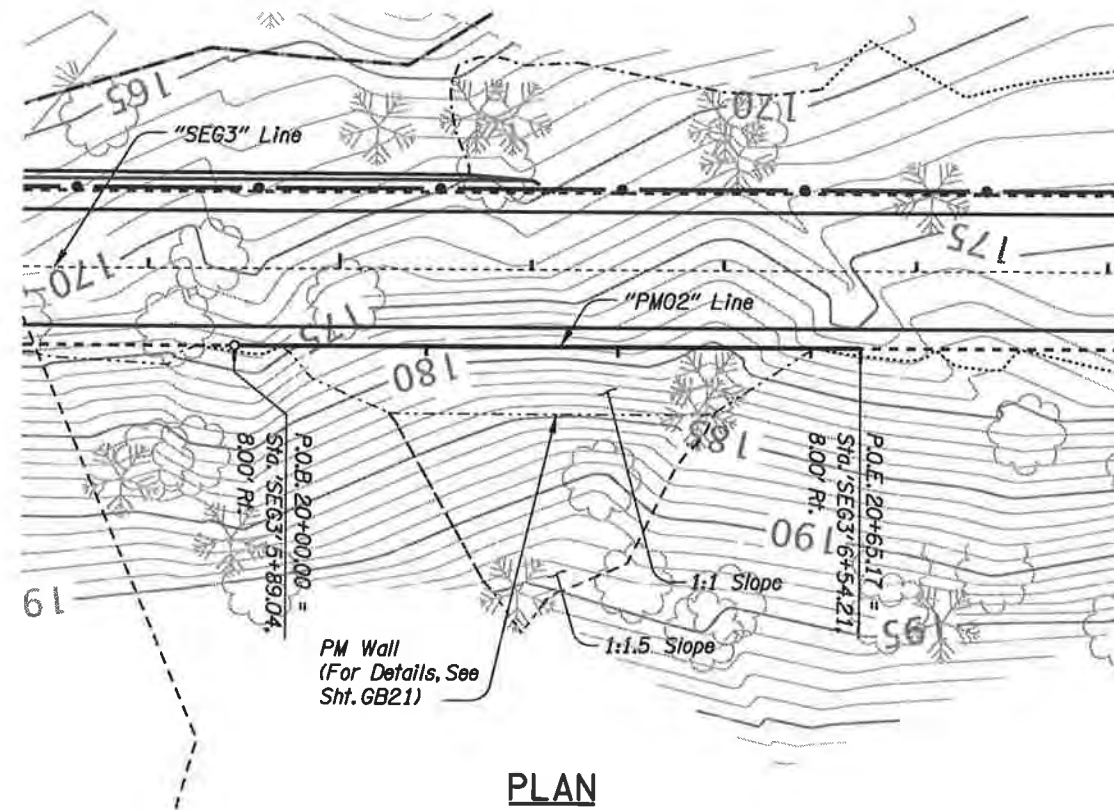 165
"SEG3" Line
170
170
175
175
"PM02" Line
180
185
P.O.B. 20+00.00 =
Sta. 'SEG3' 5+89.04,
8.00' Rt.
P.O.E. 20+65.17 =
Sta. 'SEG3' 6+54.21,
8.00' Rt.
190
19
95
1:1 Slope
1:1.5 Slope
PM Wall
(For Details, See
Sht. GB21)
PLAN